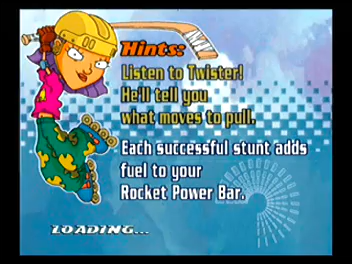 Hints:
Listen to Twister!
He'll tell you
what moves to pull.
Each successful stunt adds
fuel to your
Rocket Power Bar.
LOADING...